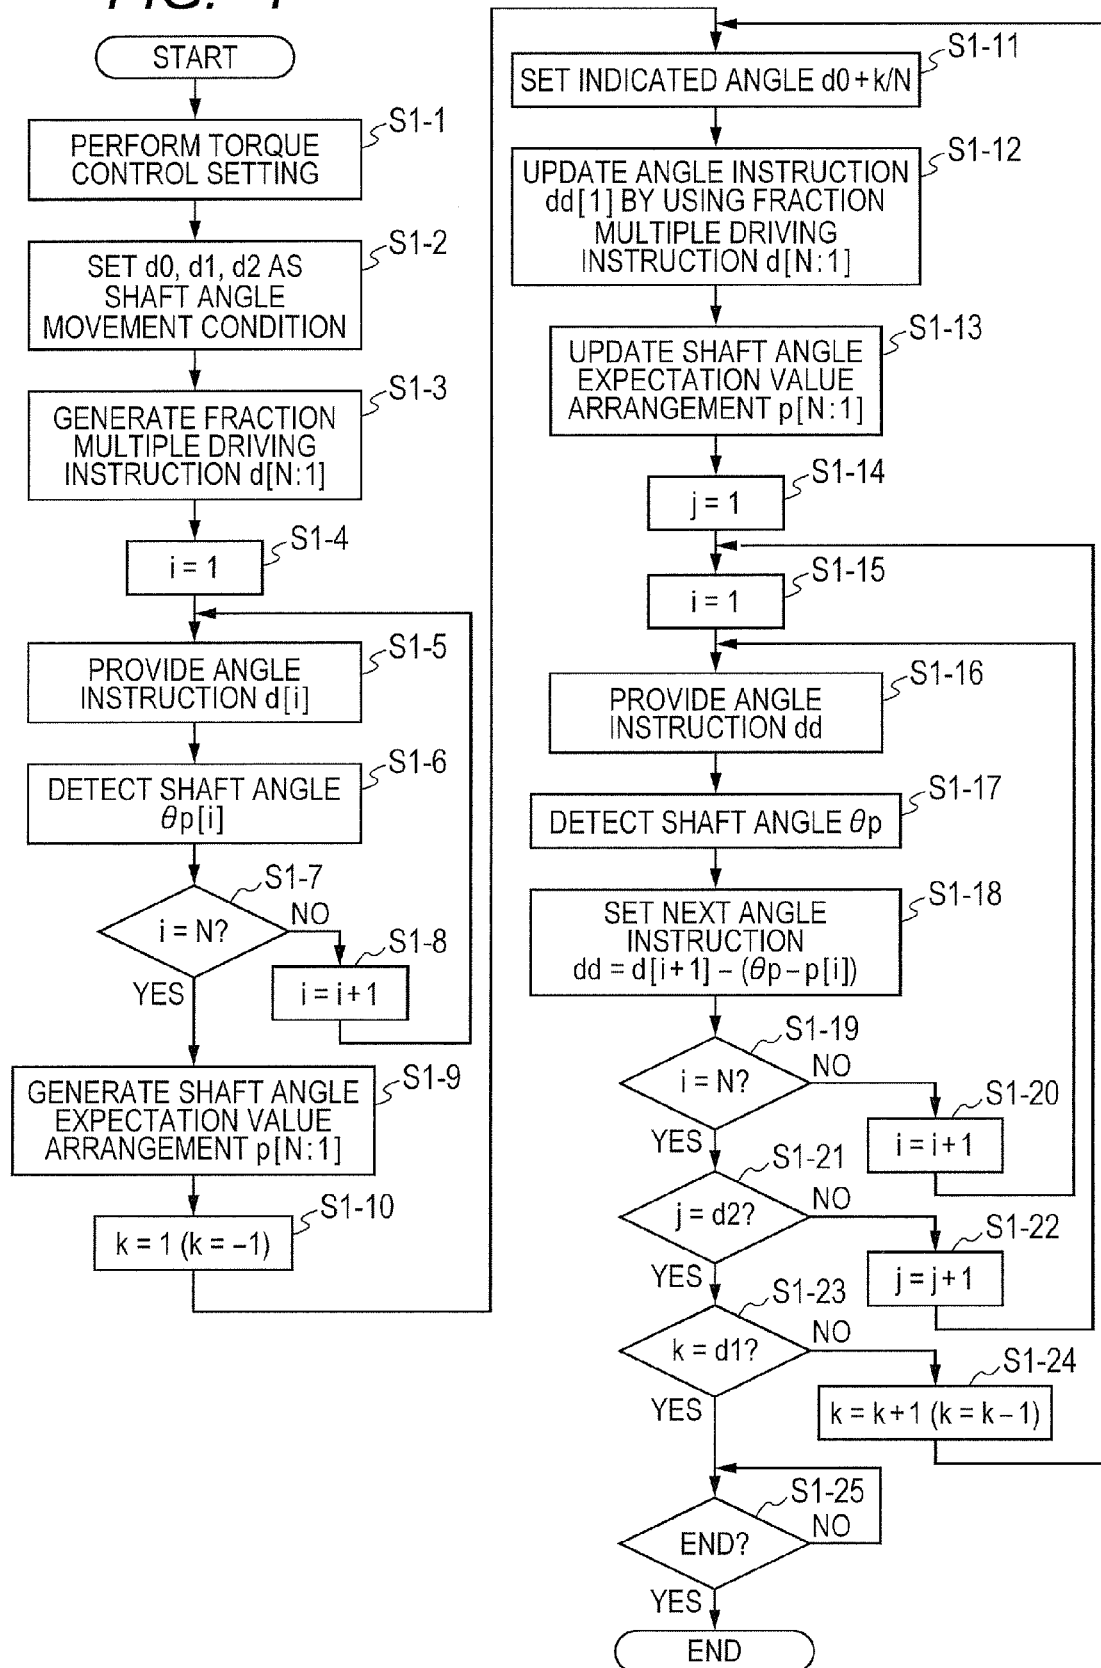 START
S1-1
PERFORM TORQUE
CONTROL SETTING
S1-2
SET d0, d1, d2 AS
SHAFT ANGLE
MOVEMENT CONDITION
S1-3
GENERATE FRACTION
MULTIPLE DRIVING
INSTRUCTION d[N:1]
S1-4
i = 1
S1-5
PROVIDE ANGLE
INSTRUCTION d[i]
S1-6
DETECT SHAFT ANGLE
θp[i]
S1-7
i = N?
NO
YES
S1-8
i = i+1
S1-9
GENERATE SHAFT ANGLE
EXPECTATION VALUE
ARRANGEMENT p[N:1]
S1-10
k = 1 (k = −1)
S1-11
SET INDICATED ANGLE d0 + k/N
S1-12
UPDATE ANGLE INSTRUCTION
dd[1] BY USING FRACTION
MULTIPLE DRIVING
INSTRUCTION d[N:1]
S1-13
UPDATE SHAFT ANGLE
EXPECTATION VALUE
ARRANGEMENT p[N:1]
S1-14
j = 1
S1-15
i = 1
S1-16
PROVIDE ANGLE
INSTRUCTION dd
S1-17
DETECT SHAFT ANGLE θp
S1-18
SET NEXT ANGLE
INSTRUCTION
dd = d[i+1] − (θp − p[i])
S1-19
i = N?
NO
YES
S1-20
i = i+1
S1-21
j = d2?
NO
YES
S1-22
j = j+1
S1-23
k = d1?
NO
YES
S1-24
k = k+1 (k = k − 1)
S1-25
END?
NO
YES
END